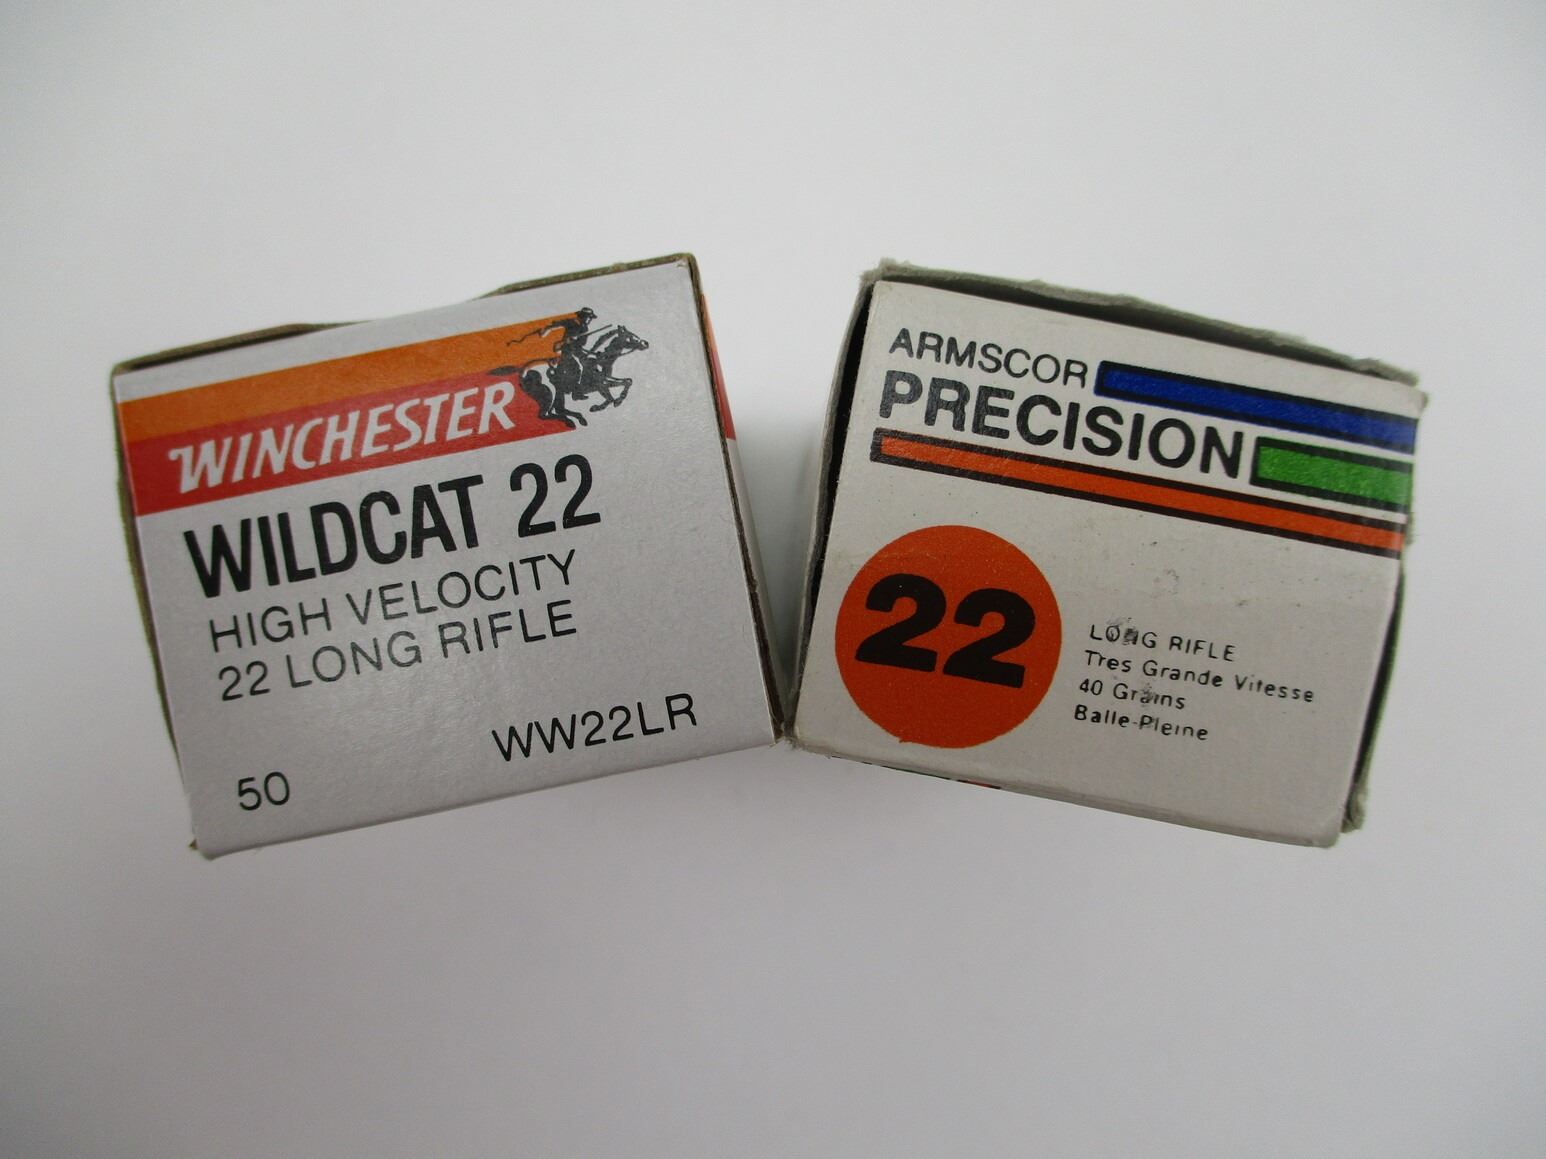 WINCHESTER
WILDCAT 22
HIGH VELOCITY
22 LONG RIFLE
WW22LR
50
ARMSCOR
PRECISION
22
LONG RIFLE
Tres Grande Vitesse
40 Grains
Balle-Pleine